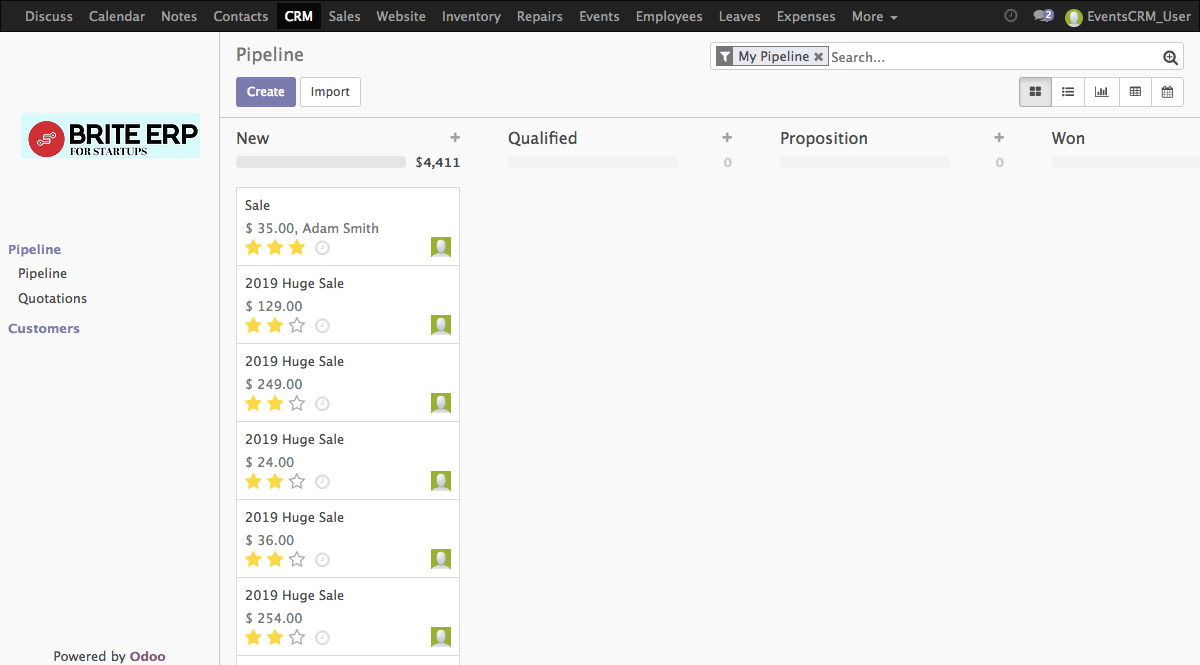 Discuss Calendar Notes Contacts CRM Sales Website Inventory Repairs Events Employees Leaves Expenses More 2 EventsCRM_User
Pipeline
My Pipeline Search...
Create Import
BRITE ERP
FOR STARTUPS
Pipeline
Pipeline
Quotations
Customers
Powered by Odoo
New + Qualified + Proposition + Won
$4,411 0 0
Sale
$ 35.00, Adam Smith
2019 Huge Sale
$ 129.00
2019 Huge Sale
$ 249.00
2019 Huge Sale
$ 24.00
2019 Huge Sale
$ 36.00
2019 Huge Sale
$ 254.00